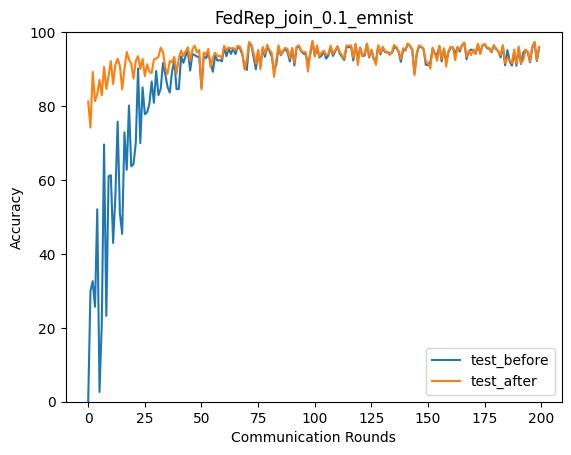 FedRep_join_0.1_emnist
100
80
60
40
20
0
Accuracy
0 25 50 75 100 125 150 175 200
Communication Rounds
test_before
test_after